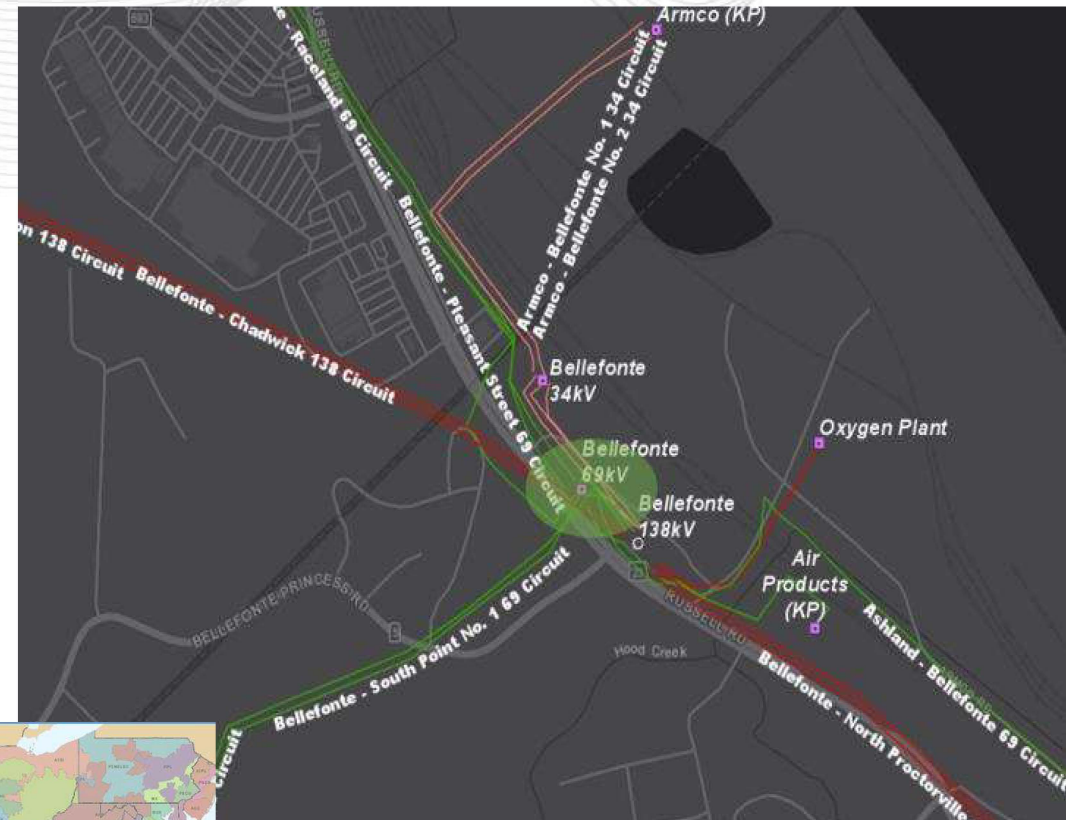 Armco (KP)
te - Raceland 69 Circuit
Bellefonte - Pleasant Street 69 Circuit
Armco - Bellefonte No. 1 34 Circuit
Armco - Bellefonte No. 2 34 Circuit
on 138 Circuit
Bellefonte - Chadwick 138 Circuit
Bellefonte
34kV
Oxygen Plant
Bellefonte
69kV
Bellefonte
138kV
Air
Products
(KP)
BELLEFONTE PRINCESS RD
RUSSELL RD
Hood Creek
Bellefonte - South Point No. 1 69 Circuit
Ashland - Bellefonte 69 Circuit
Bellefonte - North Proctorville
Circuit